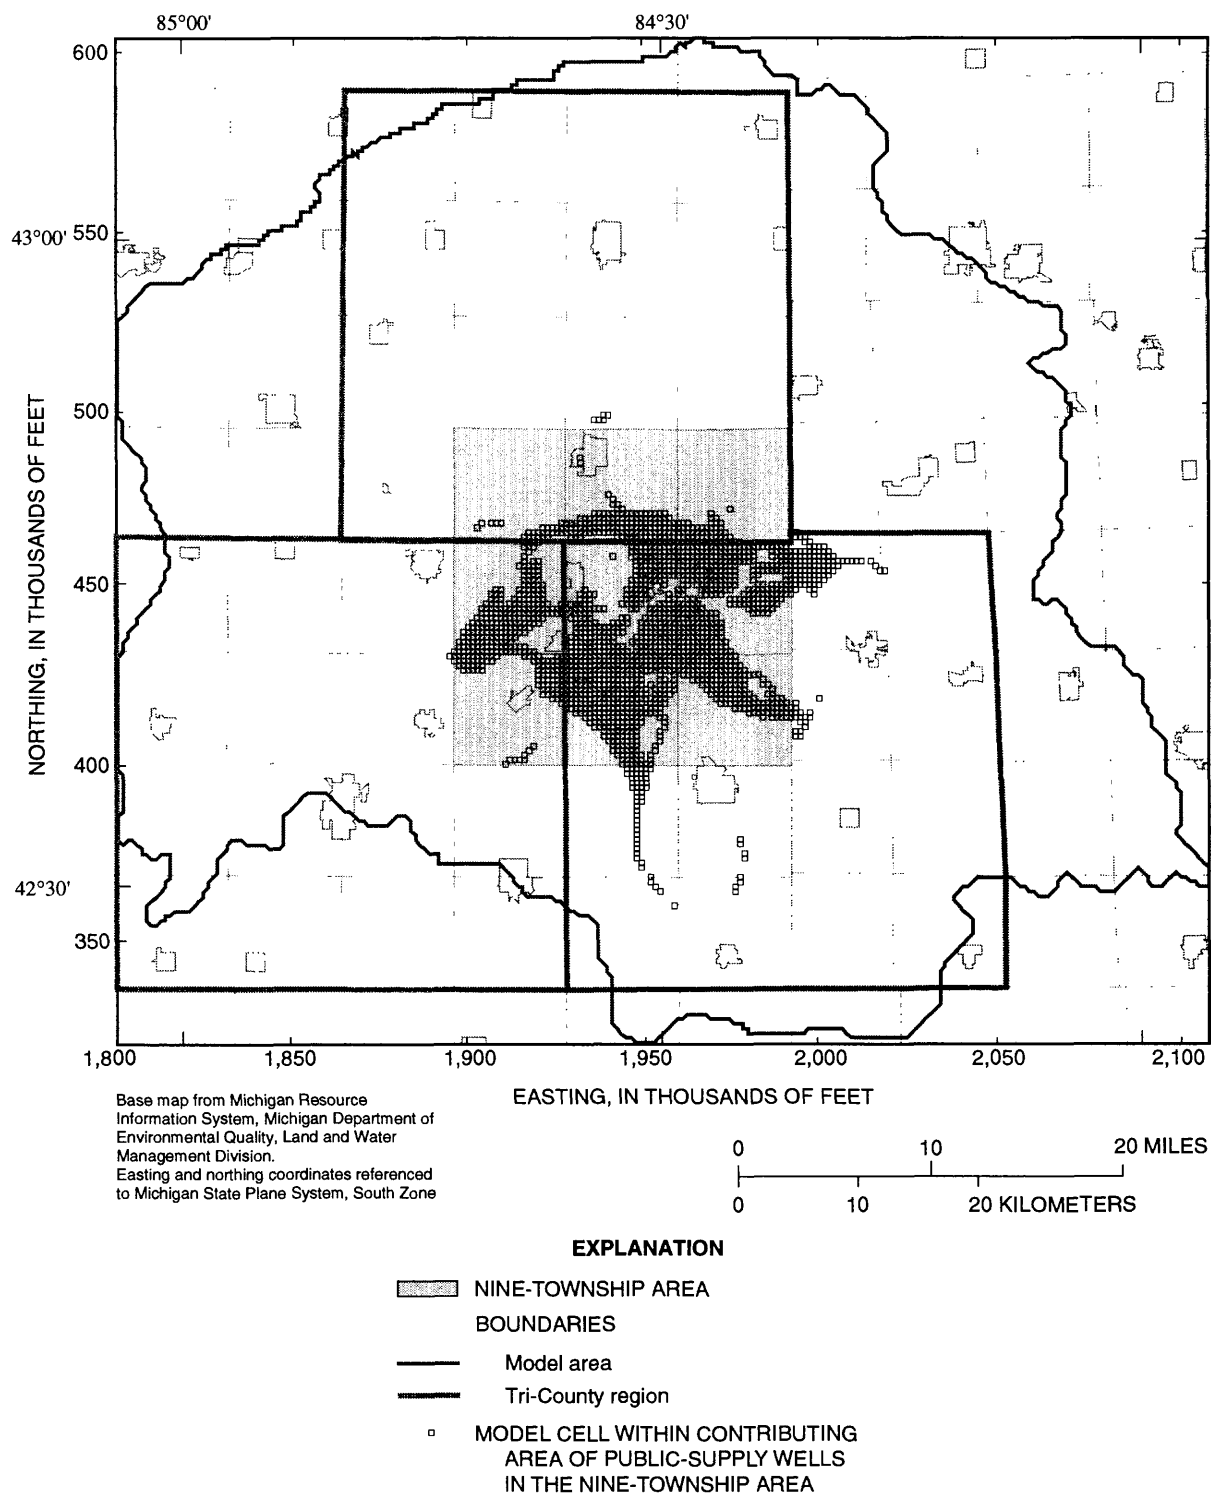 85°00' 84°30'
600
550
43°00'
500
450
400
42°30'
350
NORTHING, IN THOUSANDS OF FEET
1,800 1,850 1,900 1,950 2,000 2,050 2,100
EASTING, IN THOUSANDS OF FEET
Base map from Michigan Resource
Information System, Michigan Department of
Environmental Quality, Land and Water
Management Division.
Easting and northing coordinates referenced
to Michigan State Plane System, South Zone
0 10 20 MILES
0 10 20 KILOMETERS
EXPLANATION
NINE-TOWNSHIP AREA
BOUNDARIES
Model area
Tri-County region
MODEL CELL WITHIN CONTRIBUTING
AREA OF PUBLIC-SUPPLY WELLS
IN THE NINE-TOWNSHIP AREA